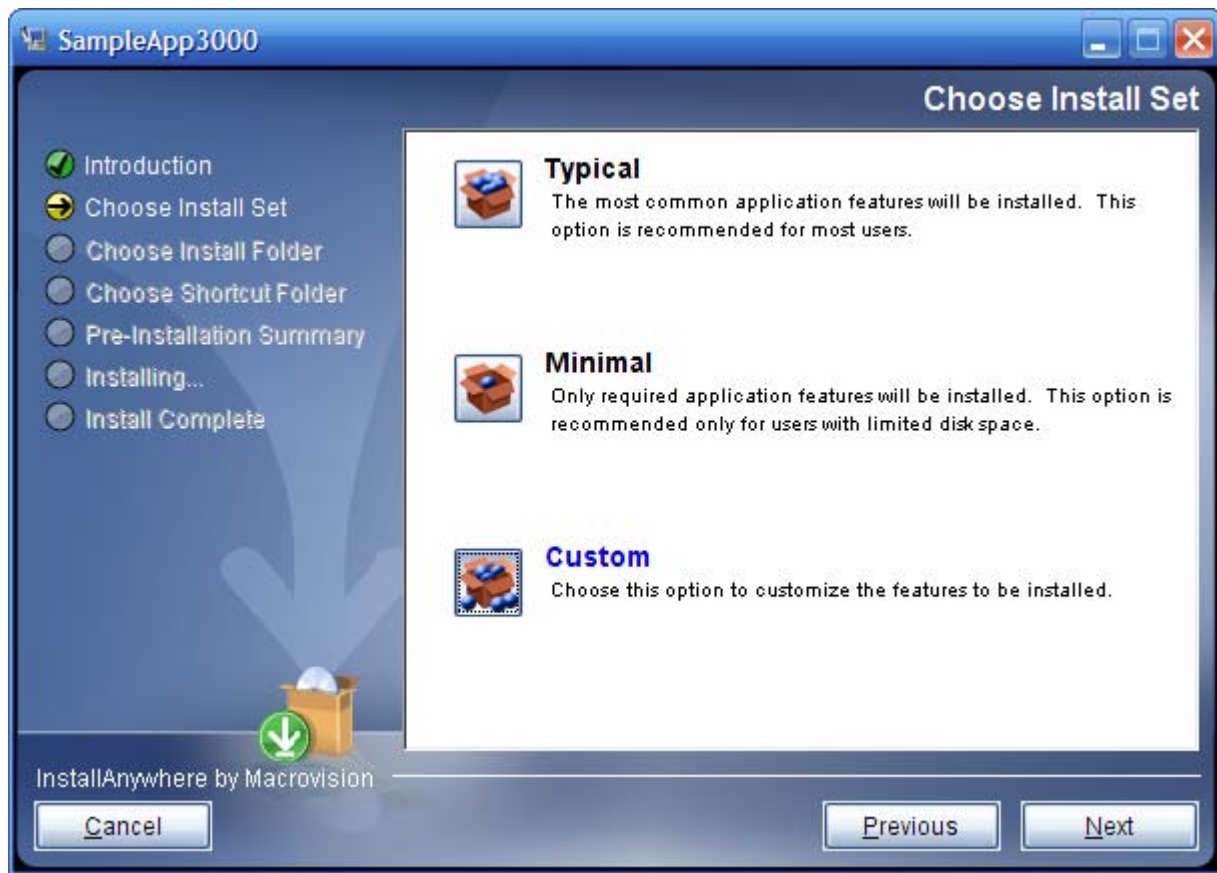 SampleApp3000
Choose Install Set
Introduction
Choose Install Set
Choose Install Folder
Choose Shortcut Folder
Pre-Installation Summary
Installing...
Install Complete
Typical
The most common application features will be installed.  This
option is recommended for most users.
Minimal
Only required application features will be installed.  This option is
recommended only for users with limited disk space.
Custom
Choose this option to customize the features to be installed.
InstallAnywhere by Macrovision
Cancel
Previous
Next